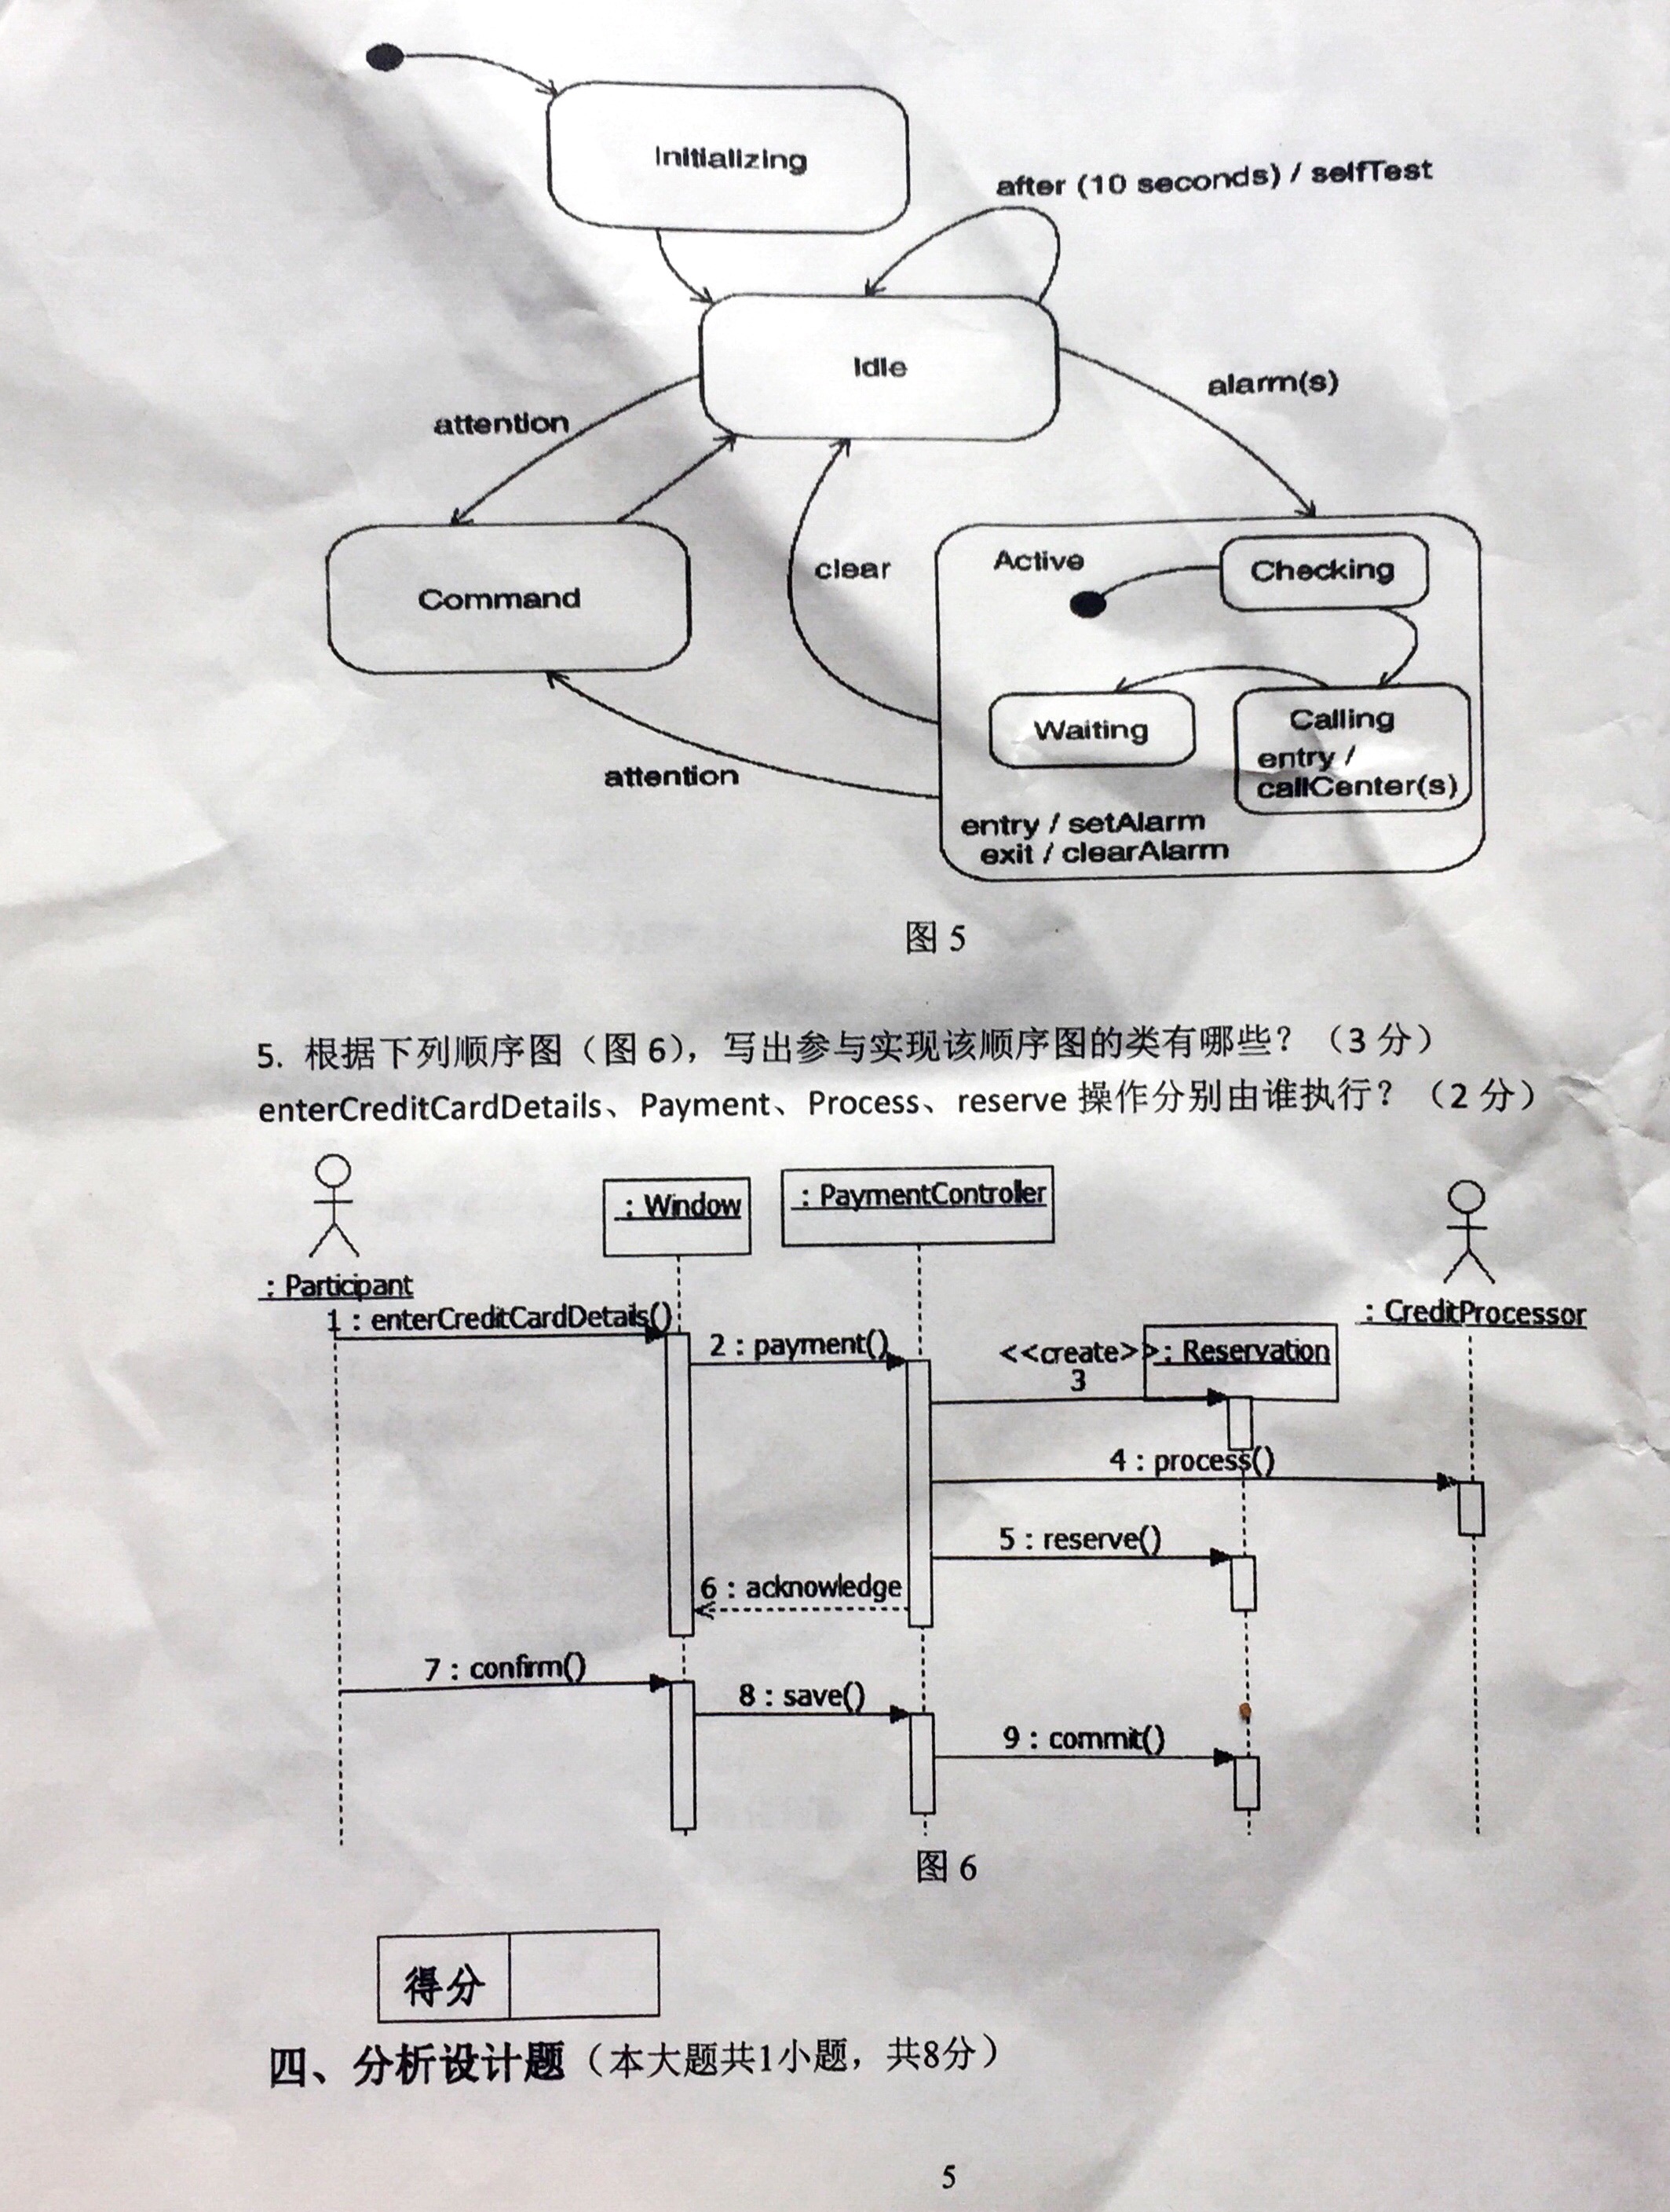 Initializing
after (10 seconds) / selfTest
Idle
alarm(s)
attention
clear
Active
Checking
Command
Waiting
Calling
entry /
callCenter(s)
attention
entry / setAlarm
exit / clearAlarm
图 5
5. 根据下列顺序图（图 6），写出参与实现该顺序图的类有哪些？（3 分）
enterCreditCardDetails、Payment、Process、reserve 操作分别由谁执行？（2 分）
: Window
: PaymentController
: Participant
: CreditProcessor
1 : enterCreditCardDetails()
2 : payment()
<<create>>
: Reservation
3
4 : process()
5 : reserve()
6 : acknowledge
7 : confirm()
8 : save()
9 : commit()
图 6
得分
四、分析设计题（本大题共1小题，共8分）
5